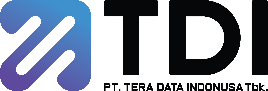 TDI
PT. TERA DATA INDONUSA Tbk.